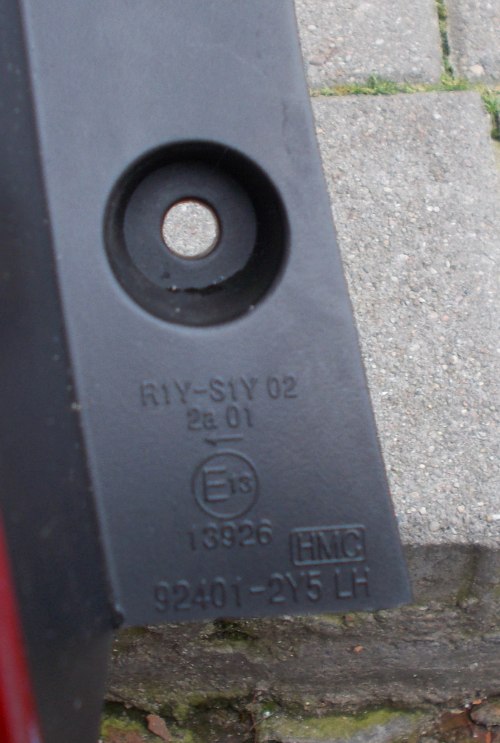 R1Y-S1Y 02
2a 01
E13
13926 HMC
92401-2Y5 LH